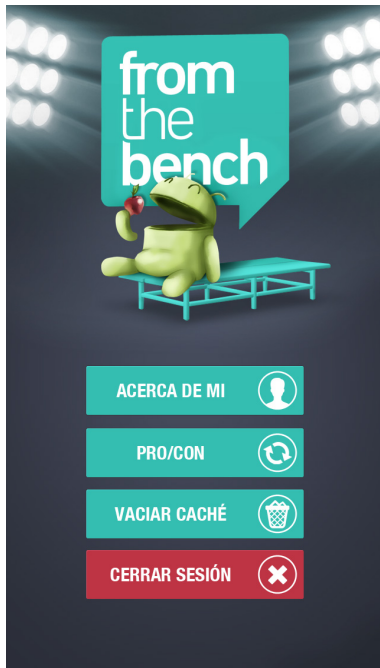 from
the
bench
ACERCA DE MI
PRO/CON
VACIAR CACHÉ
CERRAR SESIÓN